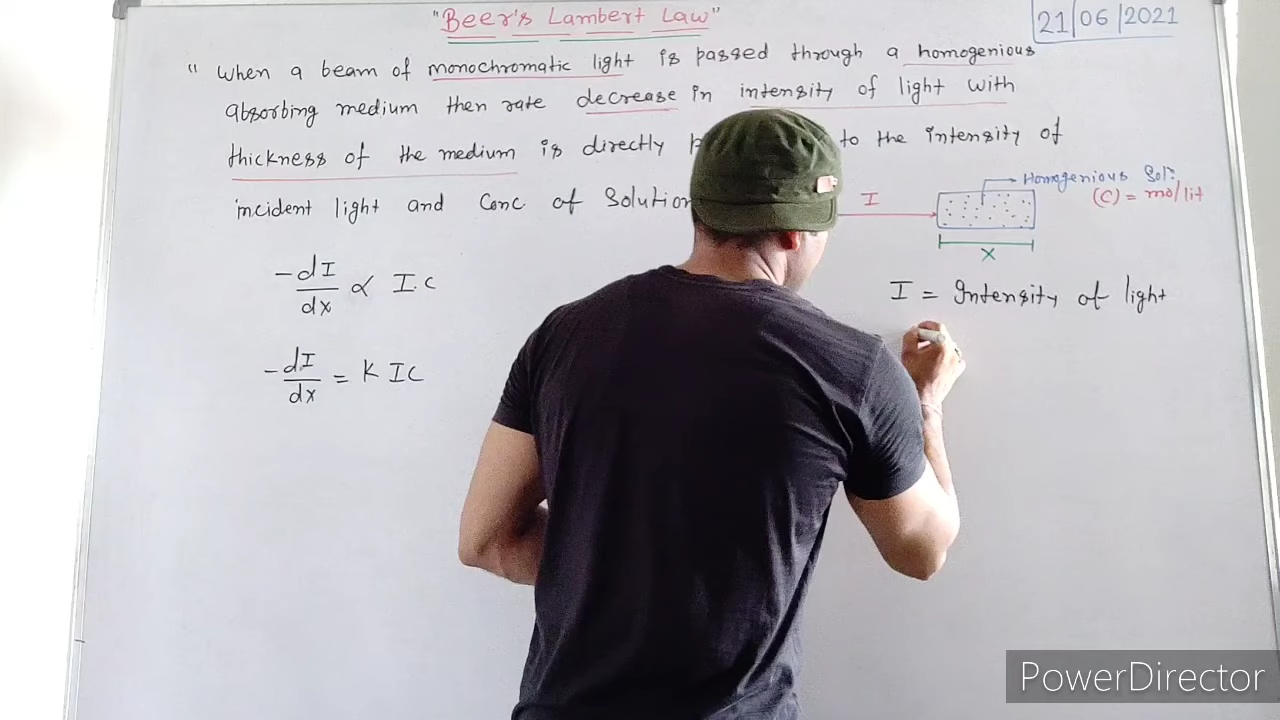 "Beer's Lambert Law"
21/06/2021
" When a beam of monochromatic light is passed through a homogenious
absorbing medium then rate decrease in intensity of light with
thickness of the medium is directly to the intensity of
incident light and Conc. of Solution
I
Homogenious Sol:
(C) = mo/lit
X
-dI/dx ∝ I.C
I = Intensity of light
-dI/dx = K IC
PowerDirector